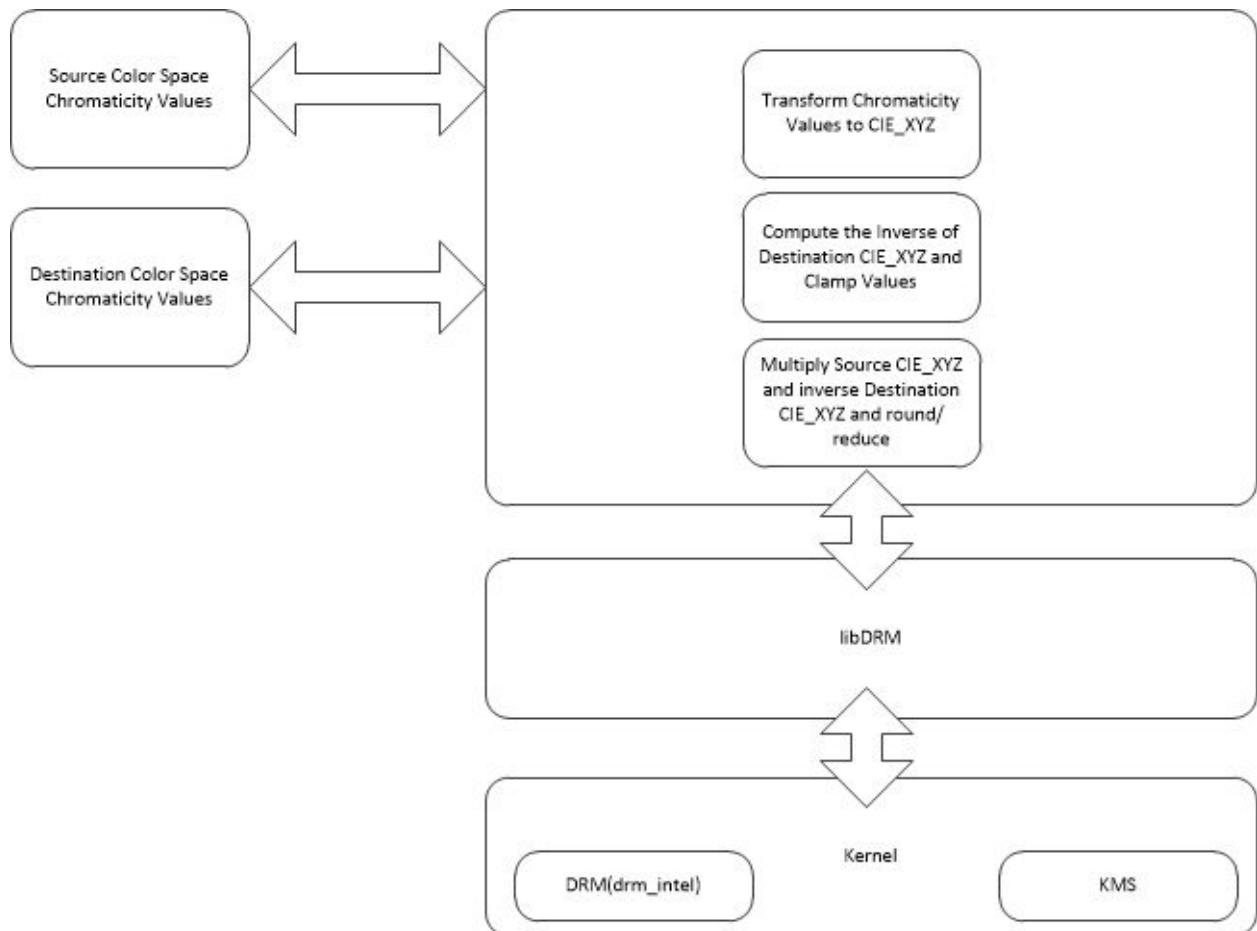 Source Color Space
Chromaticity Values
Transform Chromaticity
Values to CIE_XYZ
Destination Color Space
Chromaticity Values
Compute the Inverse of
Destination CIE_XYZ and
Clamp Values
Multiply Source CIE_XYZ
and inverse Destination
CIE_XYZ and round/
reduce
libDRM
Kernel
DRM(drm_intel)
KMS